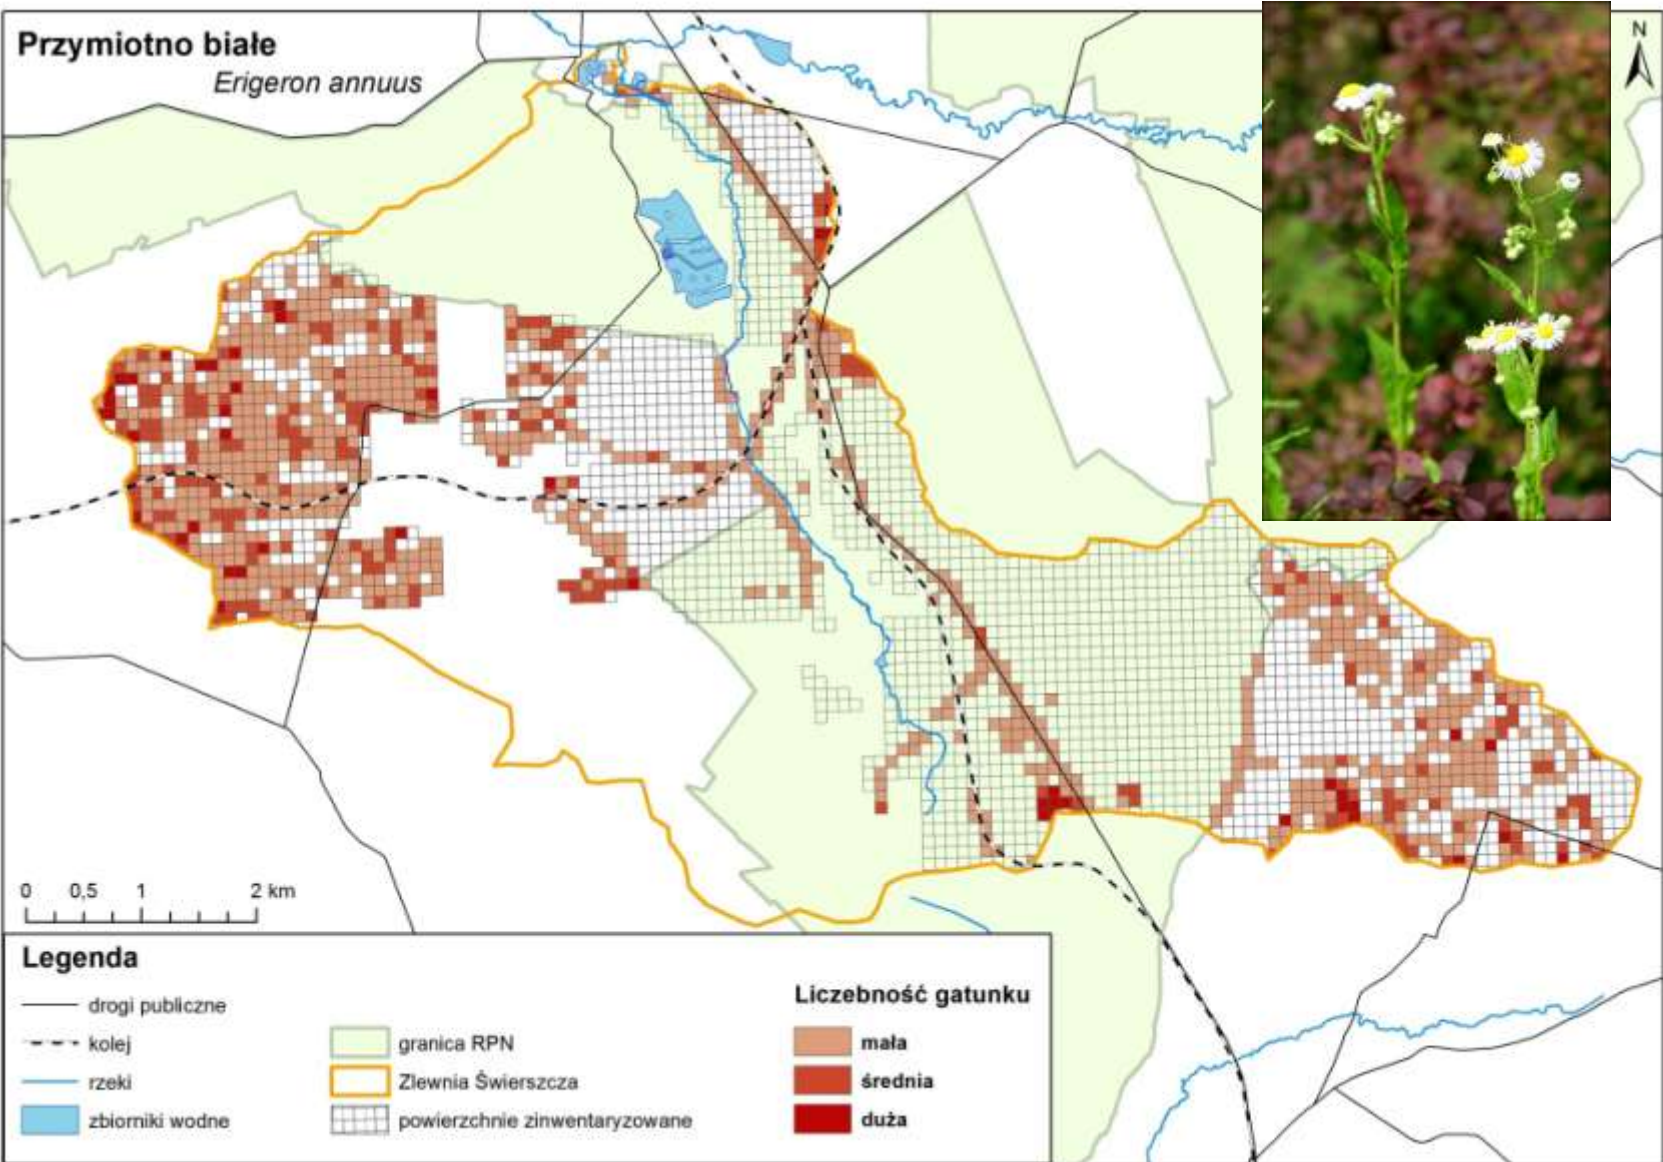 Przymiotno białe
Erigeron annuus
N
0 0,5 1 2 km
Legenda
drogi publiczne
kolej
rzeki
zbiorniki wodne
granica RPN
Zlewnia Świerszcza
powierzchnie zinwentaryzowane
Liczebność gatunku
mała
średnia
duża